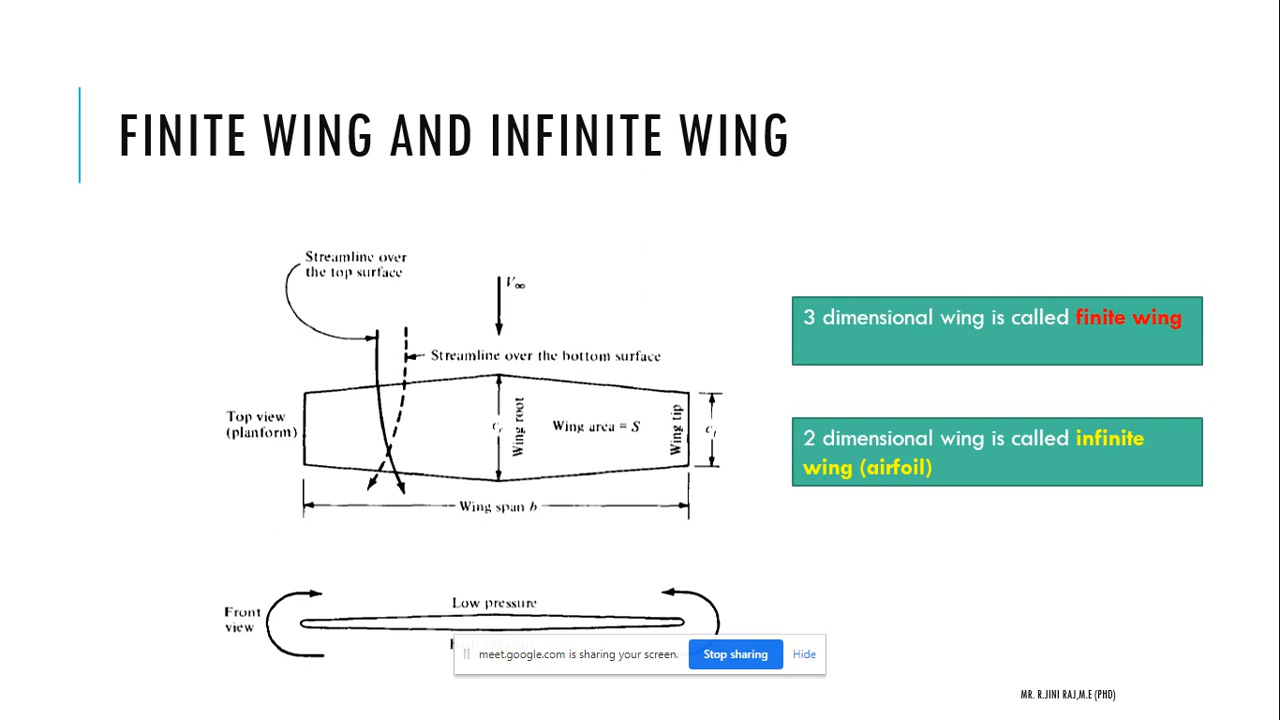 FINITE WING AND INFINITE WING
Streamline over
the top surface
V∞
Streamline over the bottom surface
3 dimensional wing is called finite wing
Top view
(planform)
cr
Wing root
Wing area = S
Wing tip
ct
2 dimensional wing is called infinite
wing (airfoil)
Wing span b
Front
view
Low pressure
meet.google.com is sharing your screen.
Stop sharing
Hide
MR. R.JINI RAJ,M.E (PHD)